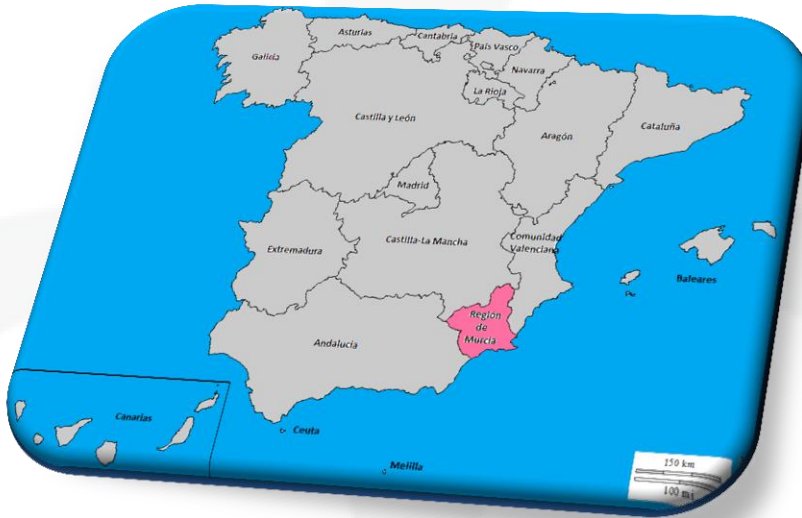 Asturias
Cantabria
País Vasco
Galicia
Navarra
La Rioja
Castilla y León
Aragón
Cataluña
Madrid
Comunidad
Valenciana
Castilla-La Mancha
Extremadura
Baleares
Región
de
Murcia
Andalucía
Canarias
Ceuta
Melilla
150 km
100 mi